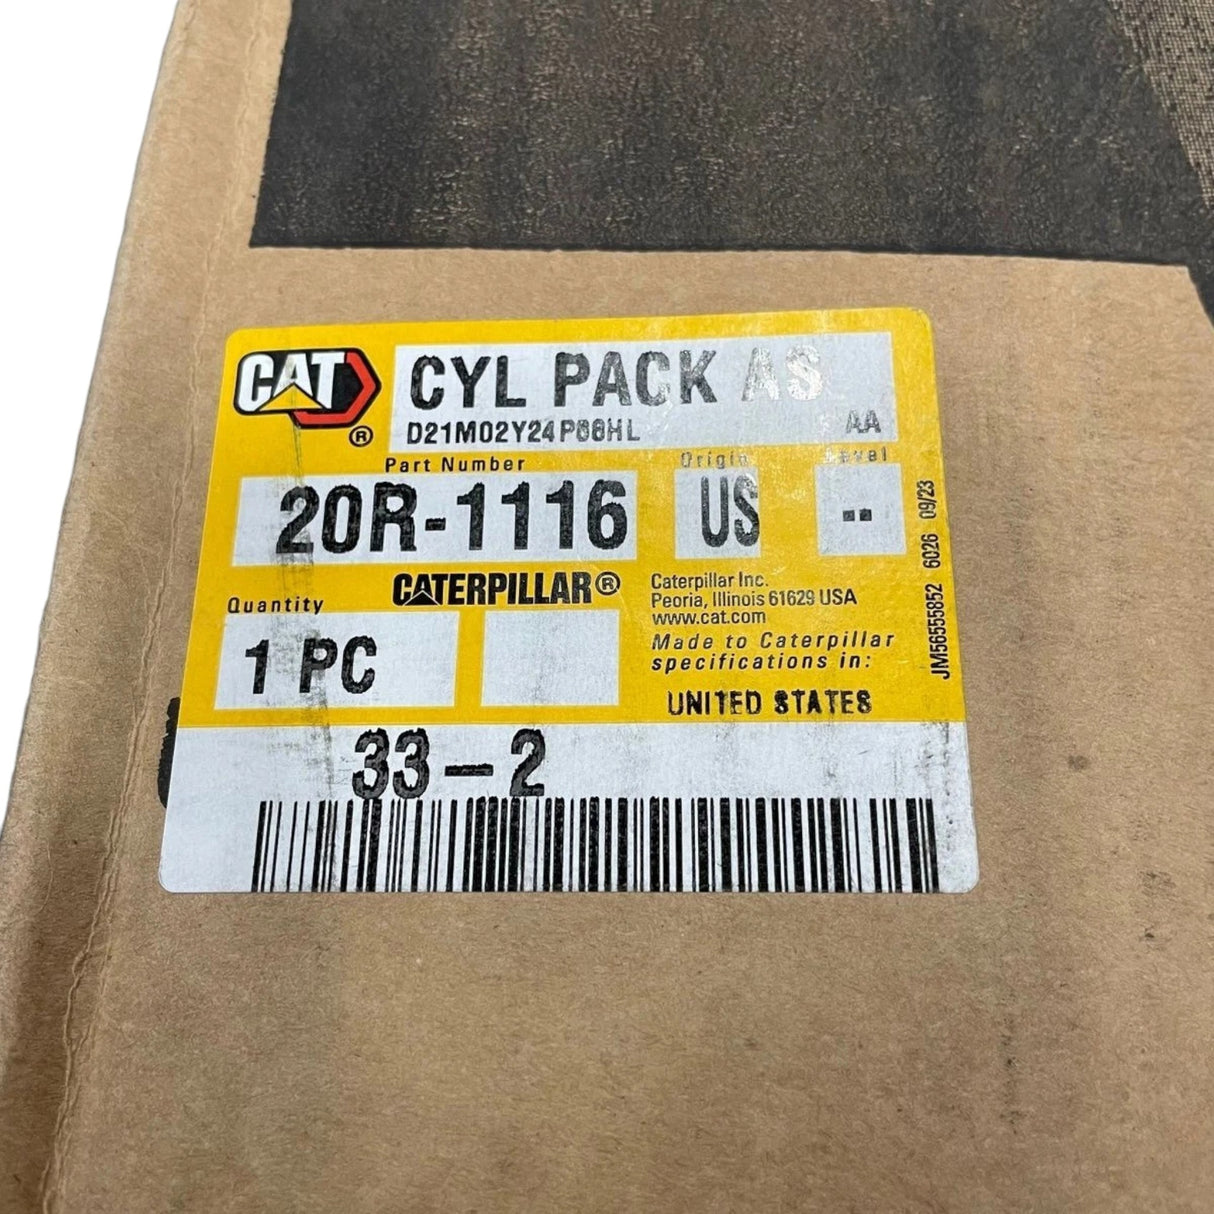 CAT®
CYL PACK AS
D21M02Y24P08HL AA
Part Number Origin Level
20R-1116 US --
CATERPILLAR®
Quantity
1 PC
Caterpillar Inc.
Peoria, Illinois 61629 USA
www.cat.com
Made to Caterpillar
specifications in:
UNITED STATES
JM56555852 6026 09/23
33-2